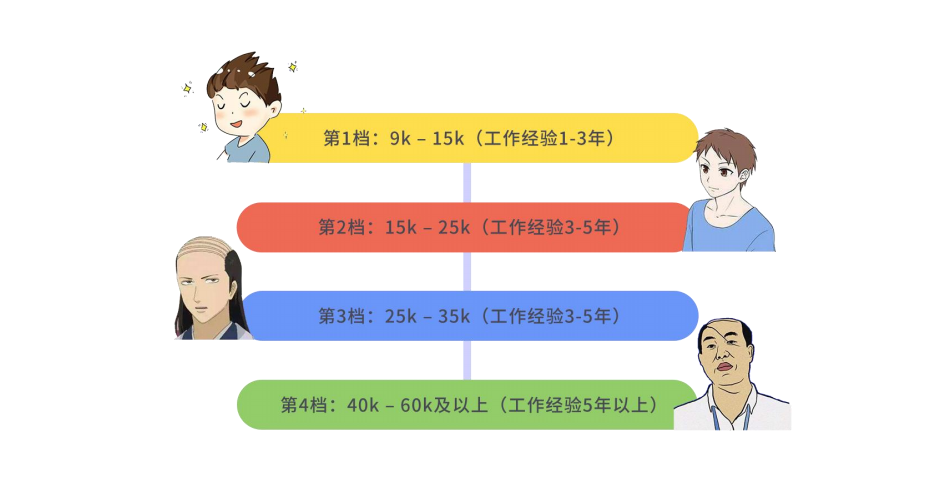 第1档：9k – 15k（工作经验1-3年）
第2档：15k – 25k（工作经验3-5年）
第3档：25k – 35k（工作经验3-5年）
第4档：40k – 60k及以上（工作经验5年以上）